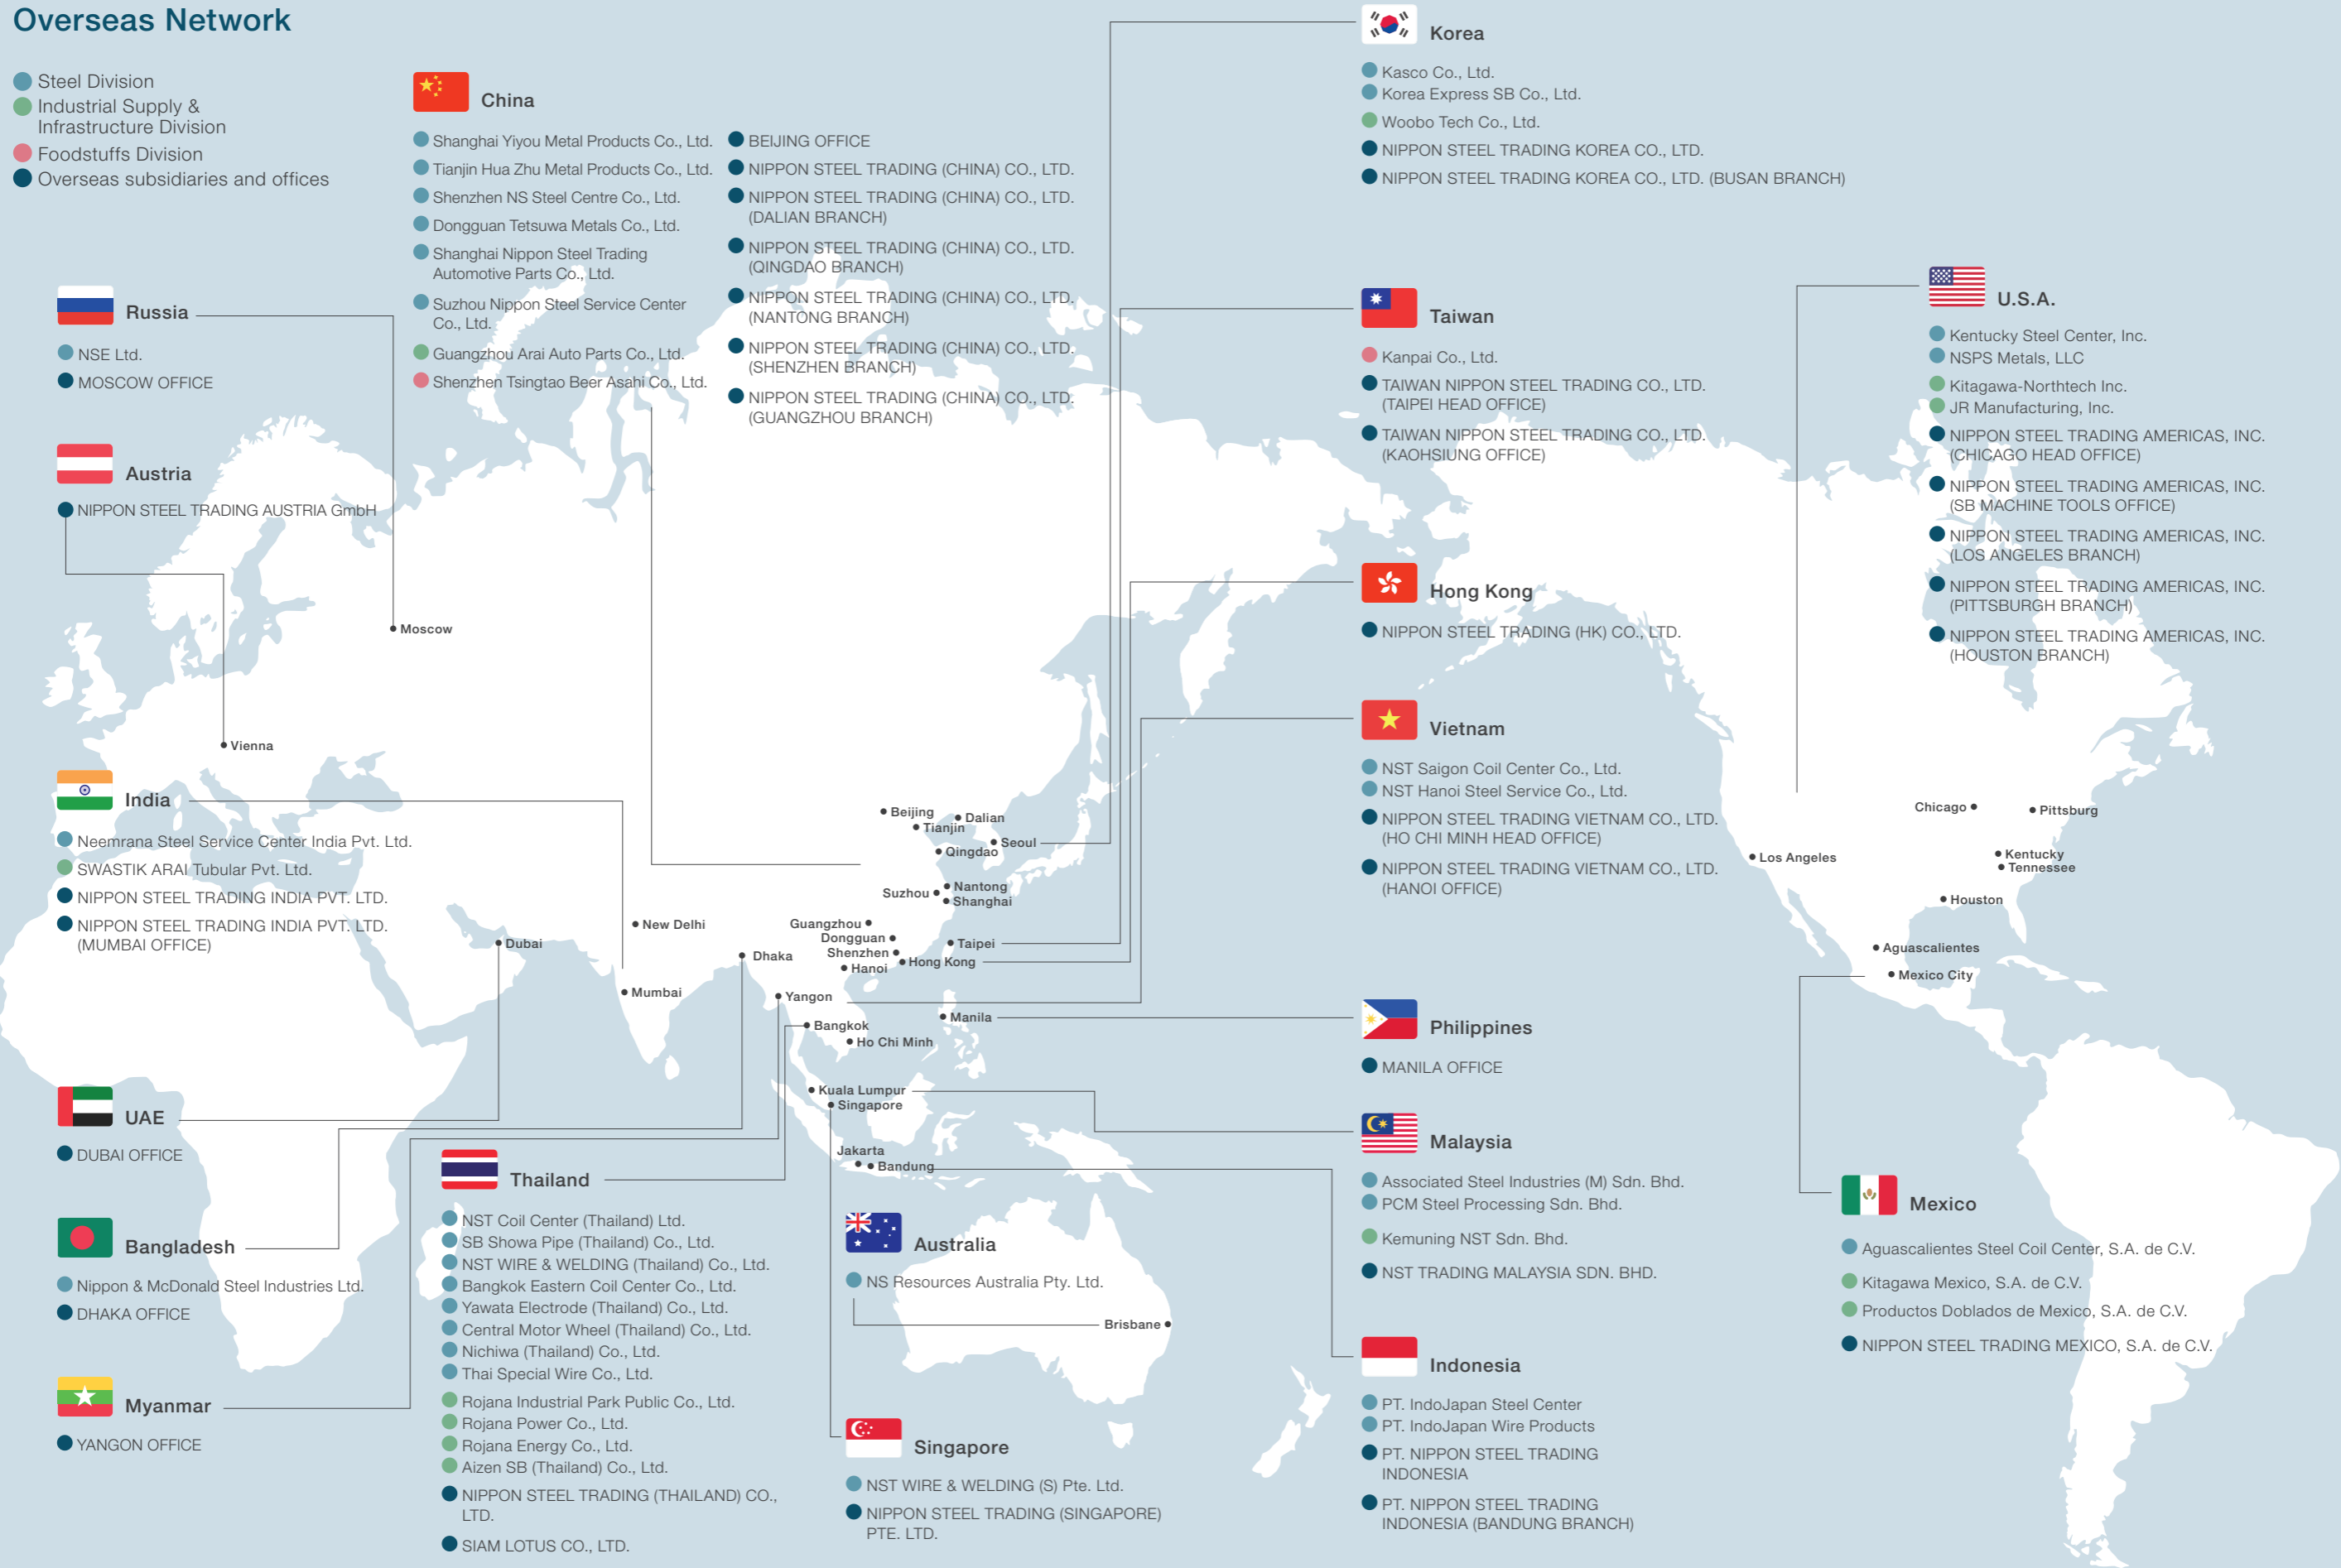 Overseas Network
Steel Division
Industrial Supply &
Infrastructure Division
Foodstuffs Division
Overseas subsidiaries and offices
China
Shanghai Yiyou Metal Products Co., Ltd.
Tianjin Hua Zhu Metal Products Co., Ltd.
Shenzhen NS Steel Centre Co., Ltd.
Dongguan Tetsuwa Metals Co., Ltd.
Shanghai Nippon Steel Trading
Automotive Parts Co., Ltd.
Suzhou Nippon Steel Service Center
Co., Ltd.
Guangzhou Arai Auto Parts Co., Ltd.
Shenzhen Tsingtao Beer Asahi Co., Ltd.
BEIJING OFFICE
NIPPON STEEL TRADING (CHINA) CO., LTD.
NIPPON STEEL TRADING (CHINA) CO., LTD.
(DALIAN BRANCH)
NIPPON STEEL TRADING (CHINA) CO., LTD.
(QINGDAO BRANCH)
NIPPON STEEL TRADING (CHINA) CO., LTD.
(NANTONG BRANCH)
NIPPON STEEL TRADING (CHINA) CO., LTD.
(SHENZHEN BRANCH)
NIPPON STEEL TRADING (CHINA) CO., LTD.
(GUANGZHOU BRANCH)
Korea
Kasco Co., Ltd.
Korea Express SB Co., Ltd.
Woobo Tech Co., Ltd.
NIPPON STEEL TRADING KOREA CO., LTD.
NIPPON STEEL TRADING KOREA CO., LTD. (BUSAN BRANCH)
Russia
NSE Ltd.
MOSCOW OFFICE
Austria
NIPPON STEEL TRADING AUSTRIA GmbH
Taiwan
Kanpai Co., Ltd.
TAIWAN NIPPON STEEL TRADING CO., LTD.
(TAIPEI HEAD OFFICE)
TAIWAN NIPPON STEEL TRADING CO., LTD.
(KAOHSIUNG OFFICE)
U.S.A.
Kentucky Steel Center, Inc.
NSPS Metals, LLC
Kitagawa-Northtech Inc.
JR Manufacturing, Inc.
NIPPON STEEL TRADING AMERICAS, INC.
(CHICAGO HEAD OFFICE)
NIPPON STEEL TRADING AMERICAS, INC.
(SB MACHINE TOOLS OFFICE)
NIPPON STEEL TRADING AMERICAS, INC.
(LOS ANGELES BRANCH)
NIPPON STEEL TRADING AMERICAS, INC.
(PITTSBURGH BRANCH)
NIPPON STEEL TRADING AMERICAS, INC.
(HOUSTON BRANCH)
Hong Kong
NIPPON STEEL TRADING (HK) CO., LTD.
Vietnam
NST Saigon Coil Center Co., Ltd.
NST Hanoi Steel Service Co., Ltd.
NIPPON STEEL TRADING VIETNAM CO., LTD.
(HO CHI MINH HEAD OFFICE)
NIPPON STEEL TRADING VIETNAM CO., LTD.
(HANOI OFFICE)
India
Neemrana Steel Service Center India Pvt. Ltd.
SWASTIK ARAI Tubular Pvt. Ltd.
NIPPON STEEL TRADING INDIA PVT. LTD.
NIPPON STEEL TRADING INDIA PVT. LTD.
(MUMBAI OFFICE)
Moscow
Vienna
Beijing
Dalian
Tianjin
Seoul
Qingdao
Nantong
Suzhou
Shanghai
New Delhi
Guangzhou
Dongguan
Shenzhen
Hong Kong
Taipei
Hanoi
Dubai
Dhaka
Mumbai
Yangon
Bangkok
Manila
Ho Chi Minh
Kuala Lumpur
Singapore
Jakarta
Bandung
Brisbane
Chicago
Pittsburg
Los Angeles
Kentucky
Tennessee
Houston
Aguascalientes
Mexico City
Philippines
MANILA OFFICE
Malaysia
Associated Steel Industries (M) Sdn. Bhd.
PCM Steel Processing Sdn. Bhd.
Kemuning NST Sdn. Bhd.
NST TRADING MALAYSIA SDN. BHD.
UAE
DUBAI OFFICE
Bangladesh
Nippon & McDonald Steel Industries Ltd.
DHAKA OFFICE
Myanmar
YANGON OFFICE
Thailand
NST Coil Center (Thailand) Ltd.
SB Showa Pipe (Thailand) Co., Ltd.
NST WIRE & WELDING (Thailand) Co., Ltd.
Bangkok Eastern Coil Center Co., Ltd.
Yawata Electrode (Thailand) Co., Ltd.
Central Motor Wheel (Thailand) Co., Ltd.
Nichiwa (Thailand) Co., Ltd.
Thai Special Wire Co., Ltd.
Rojana Industrial Park Public Co., Ltd.
Rojana Power Co., Ltd.
Rojana Energy Co., Ltd.
Aizen SB (Thailand) Co., Ltd.
NIPPON STEEL TRADING (THAILAND) CO.,
LTD.
SIAM LOTUS CO., LTD.
Australia
NS Resources Australia Pty. Ltd.
Singapore
NST WIRE & WELDING (S) Pte. Ltd.
NIPPON STEEL TRADING (SINGAPORE)
PTE. LTD.
Indonesia
PT. IndoJapan Steel Center
PT. IndoJapan Wire Products
PT. NIPPON STEEL TRADING
INDONESIA
PT. NIPPON STEEL TRADING
INDONESIA (BANDUNG BRANCH)
Mexico
Aguascalientes Steel Coil Center, S.A. de C.V.
Kitagawa Mexico, S.A. de C.V.
Productos Doblados de Mexico, S.A. de C.V.
NIPPON STEEL TRADING MEXICO, S.A. de C.V.